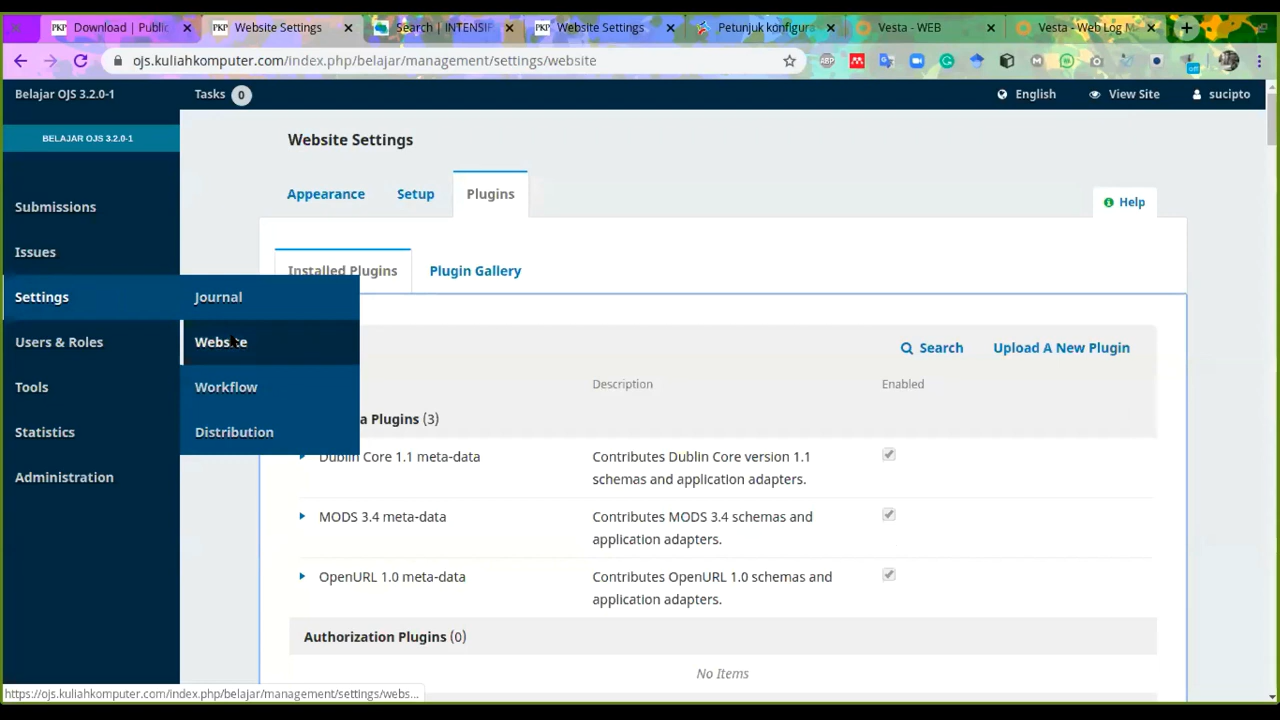 PKP Download | Public
PKP Website Settings
Search | INTENSIF
PKP Website Settings
Petunjuk konfigura
Vesta - WEB
Vesta - Web Log M
ojs.kuliahkomputer.com/index.php/belajar/management/settings/website
Belajar OJS 3.2.0-1
Tasks 0
English
View Site
sucipto
BELAJAR OJS 3.2.0-1
Submissions
Issues
Settings
Users & Roles
Tools
Statistics
Administration
Journal
Website
Workflow
Distribution
Website Settings
Appearance
Setup
Plugins
Help
Installed Plugins
Plugin Gallery
Search
Upload A New Plugin
Description
Enabled
a Plugins (3)
Dublin Core 1.1 meta-data
Contributes Dublin Core version 1.1
schemas and application adapters.
MODS 3.4 meta-data
Contributes MODS 3.4 schemas and
application adapters.
OpenURL 1.0 meta-data
Contributes OpenURL 1.0 schemas and
application adapters.
Authorization Plugins (0)
No Items
https://ojs.kuliahkomputer.com/index.php/belajar/management/settings/webs...